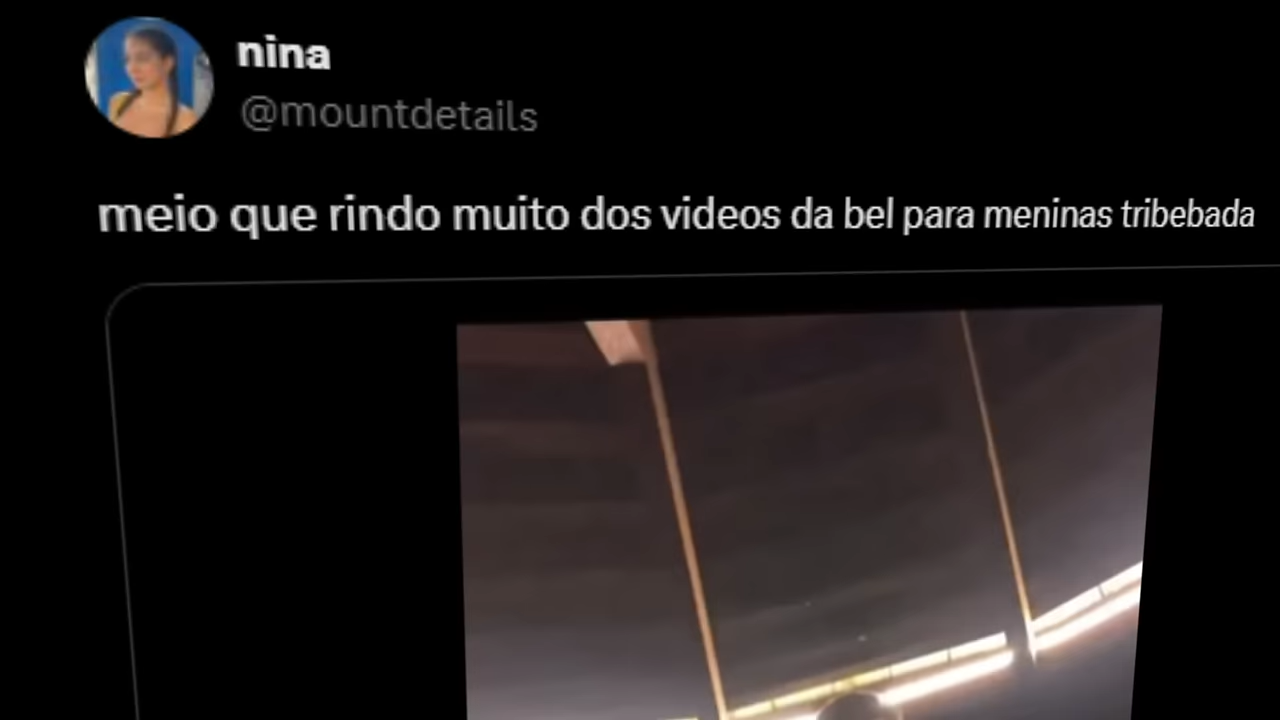 nina
@mountdetails
meio que rindo muito dos videos da bel para meninas tribebada